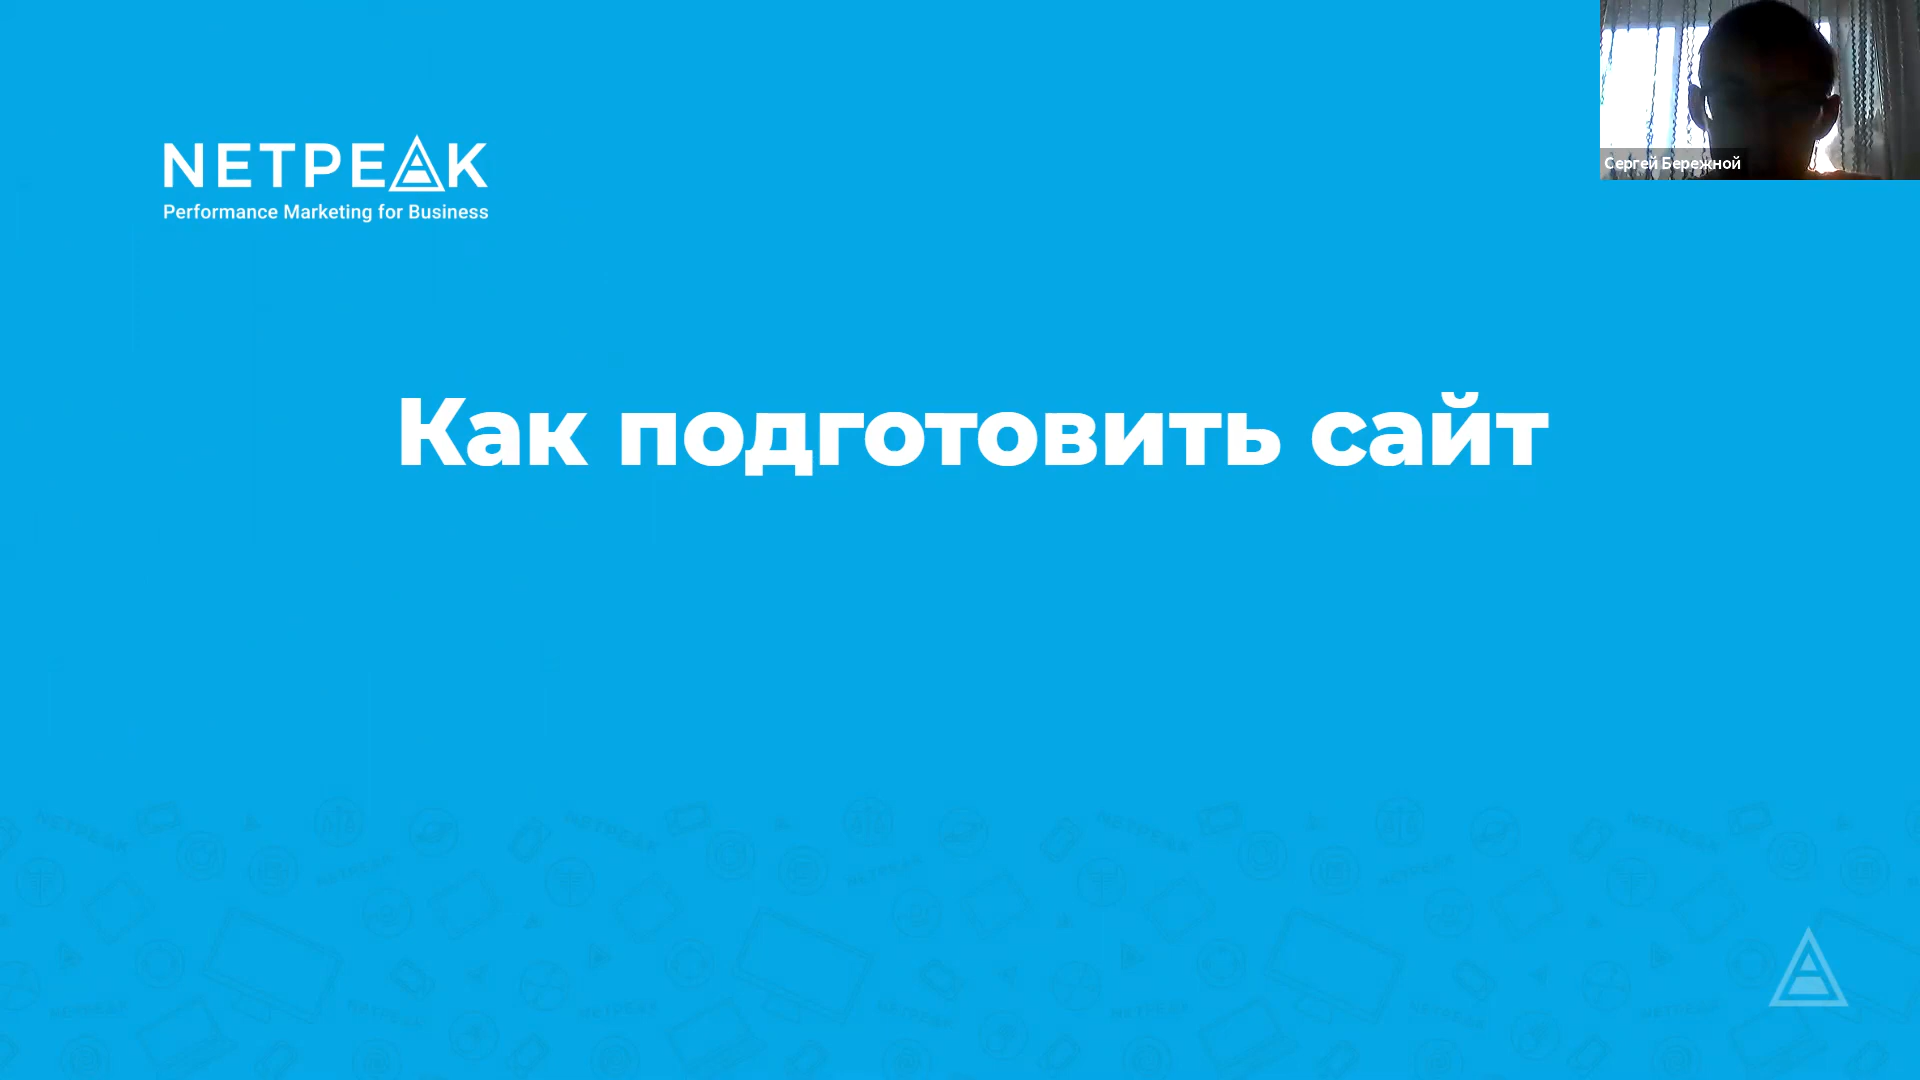 NETPEAK
Performance Marketing for Business
Сергей Бережной
Как подготовить сайт